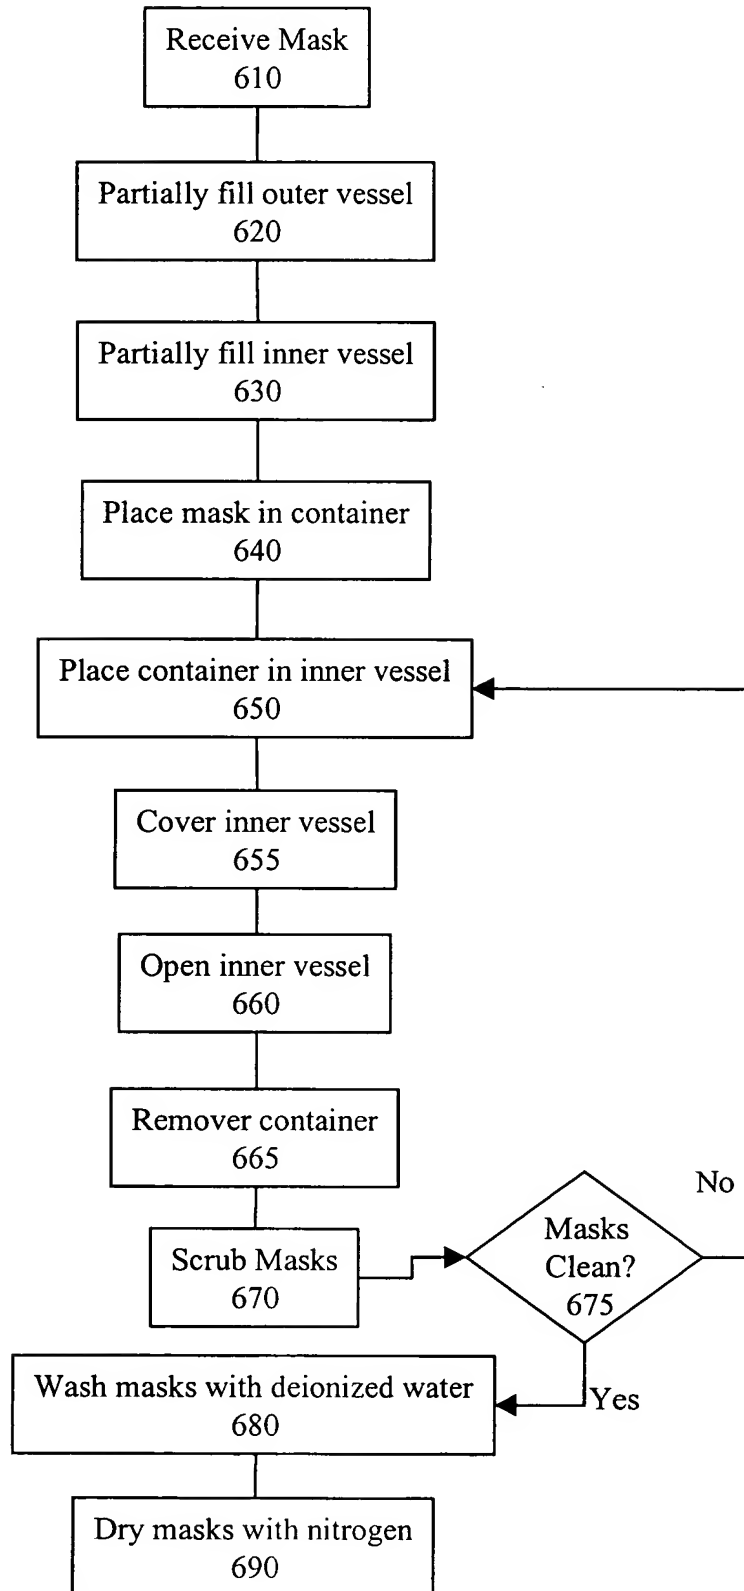 Receive Mask
610
Partially fill outer vessel
620
Partially fill inner vessel
630
Place mask in container
640
Place container in inner vessel
650
Cover inner vessel
655
Open inner vessel
660
Remover container
665
Scrub Masks
670
Masks
Clean?
675
No
Yes
Wash masks with deionized water
680
Dry masks with nitrogen
690